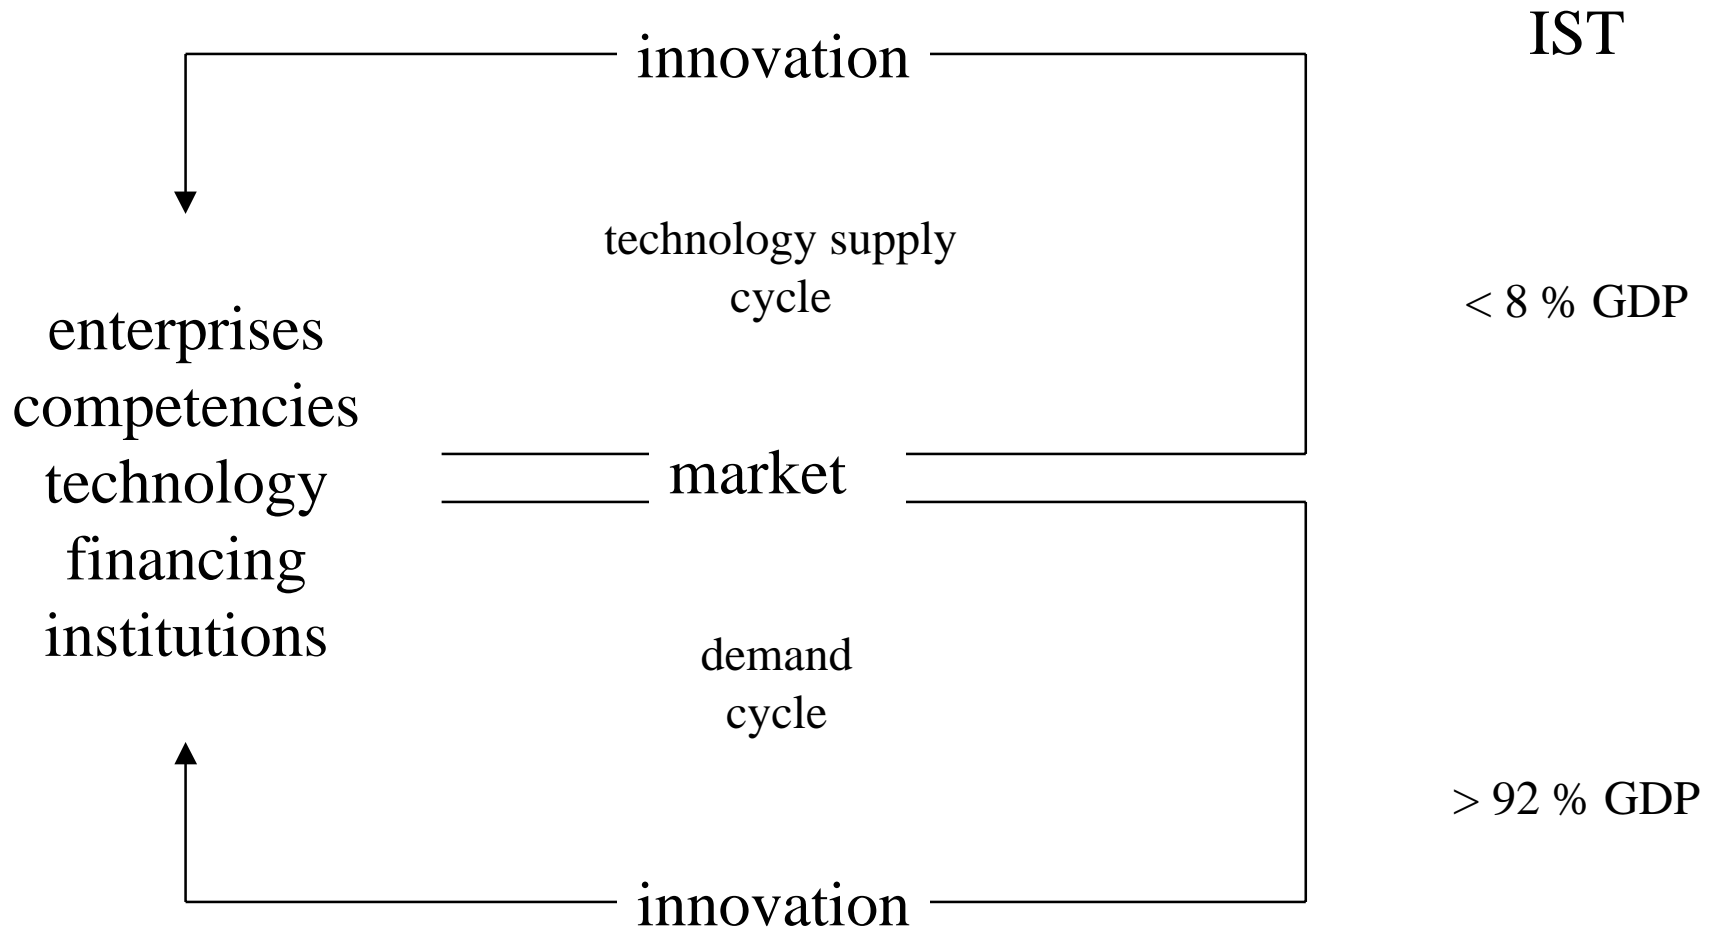 IST
innovation
technology supply
cycle
< 8 % GDP
enterprises
competencies
technology
financing
institutions
market
demand
cycle
> 92 % GDP
innovation